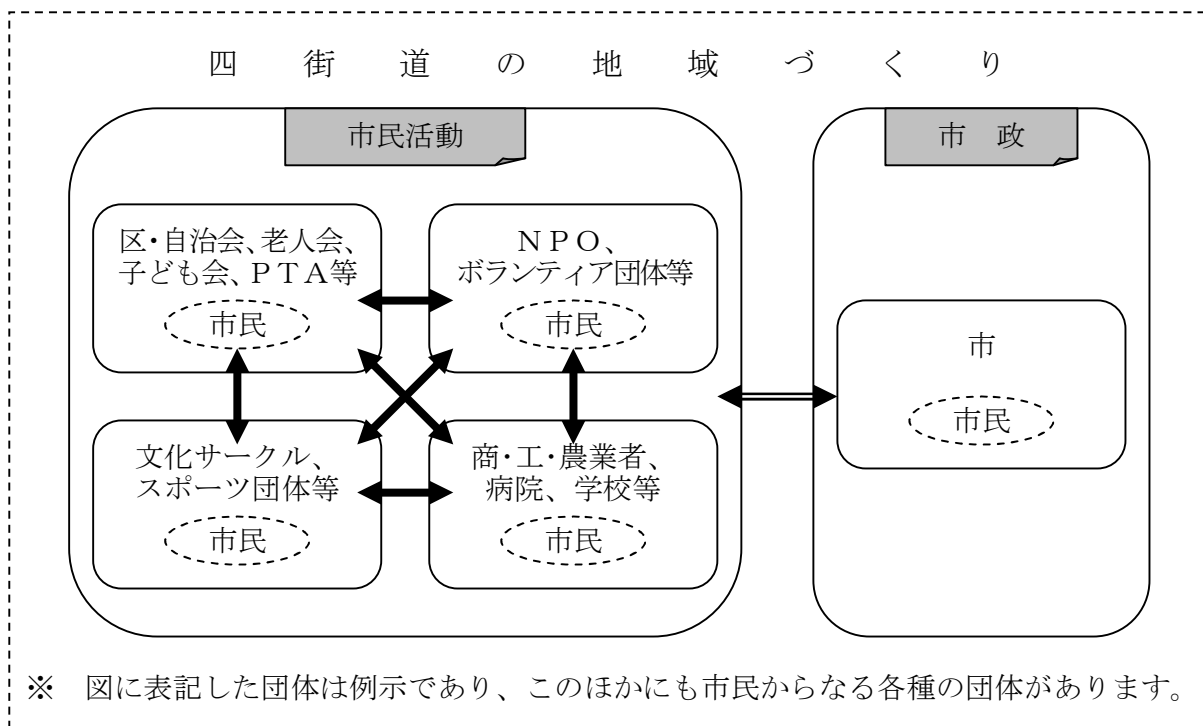 四街道の地域づくり
市民活動
市 政
区・自治会、老人会、
子ども会、ＰＴＡ等
市民
ＮＰＯ、
ボランティア団体等
市民
市
市民
文化サークル、
スポーツ団体等
市民
商・工・農業者、
病院、学校等
市民
※ 図に表記した団体は例示であり、このほかにも市民からなる各種の団体があります。